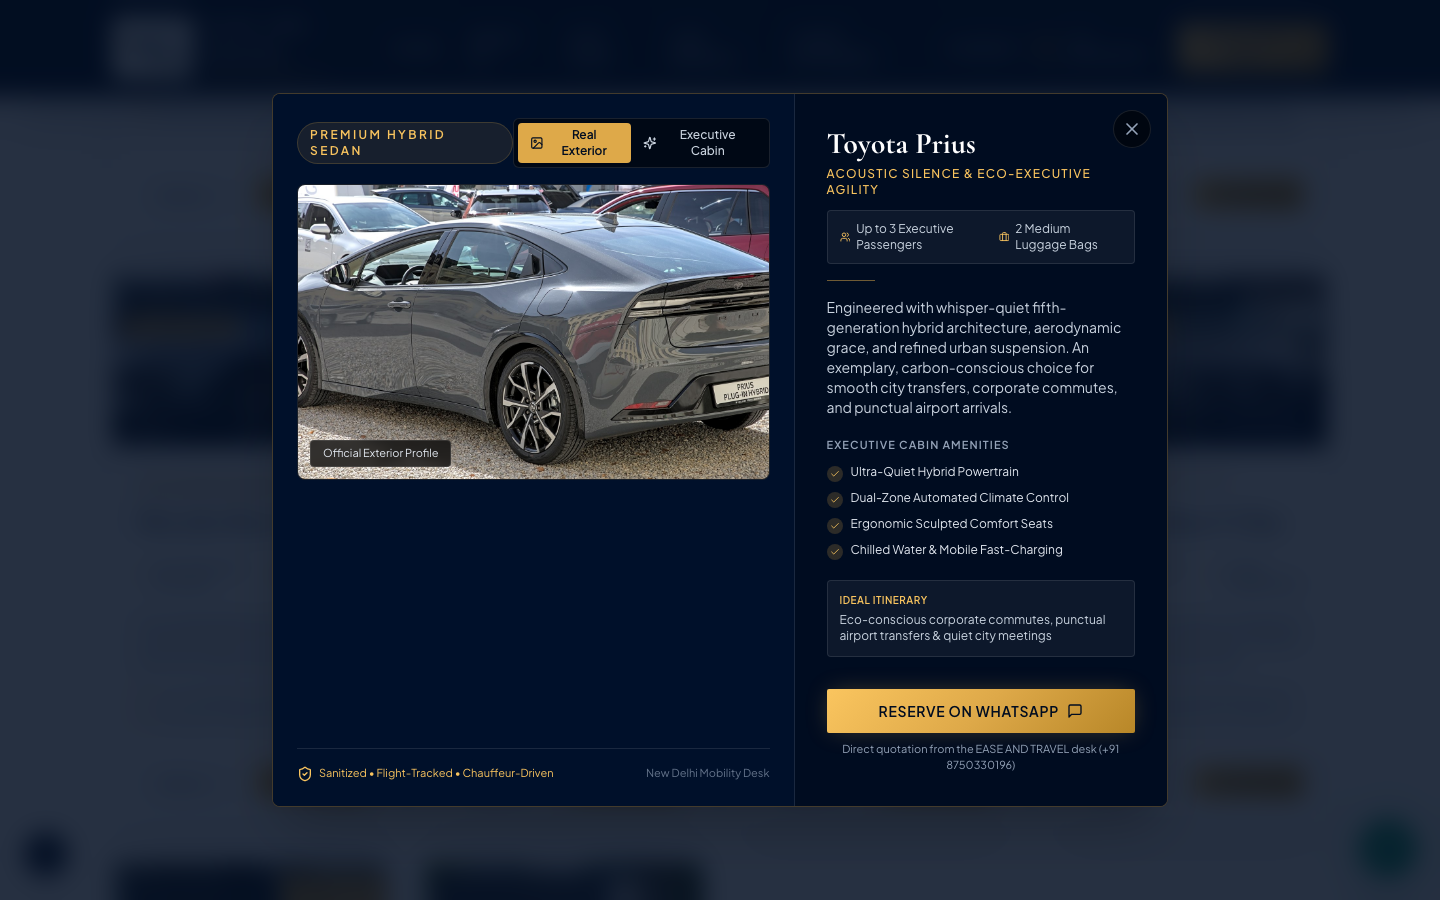 PREMIUM HYBRID
SEDAN
Real
Exterior
Executive
Cabin
PRIUS
PLUG-IN HYBRID
Official Exterior Profile
Sanitized • Flight-Tracked • Chauffeur-Driven
New Delhi Mobility Desk
Toyota Prius
ACOUSTIC SILENCE & ECO-EXECUTIVE
AGILITY
Up to 3 Executive
Passengers
2 Medium
Luggage Bags
Engineered with whisper-quiet fifth-
generation hybrid architecture, aerodynamic
grace, and refined urban suspension. An
exemplary, carbon-conscious choice for
smooth city transfers, corporate commutes,
and punctual airport arrivals.
EXECUTIVE CABIN AMENITIES
Ultra-Quiet Hybrid Powertrain
Dual-Zone Automated Climate Control
Ergonomic Sculpted Comfort Seats
Chilled Water & Mobile Fast-Charging
IDEAL ITINERARY
Eco-conscious corporate commutes, punctual
airport transfers & quiet city meetings
RESERVE ON WHATSAPP
Direct quotation from the EASE AND TRAVEL desk (+91
8750330196)